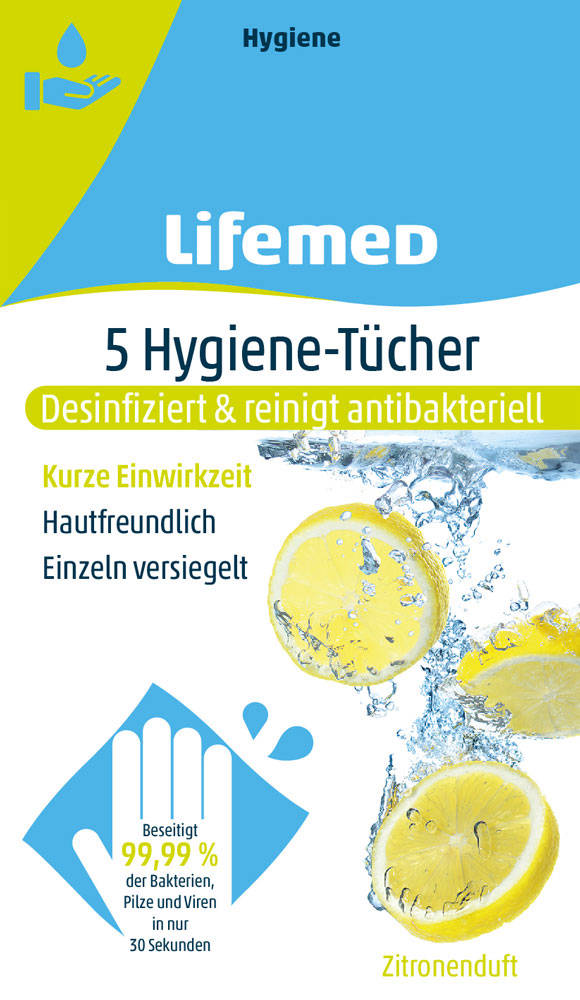 Hygiene
Lifemed
5 Hygiene-Tücher
Desinfiziert & reinigt antibakteriell
Kurze Einwirkzeit
Hautfreundlich
Einzeln versiegelt
Beseitigt
99,99 %
der Bakterien,
Pilze und Viren
in nur
30 Sekunden
Zitronenduft